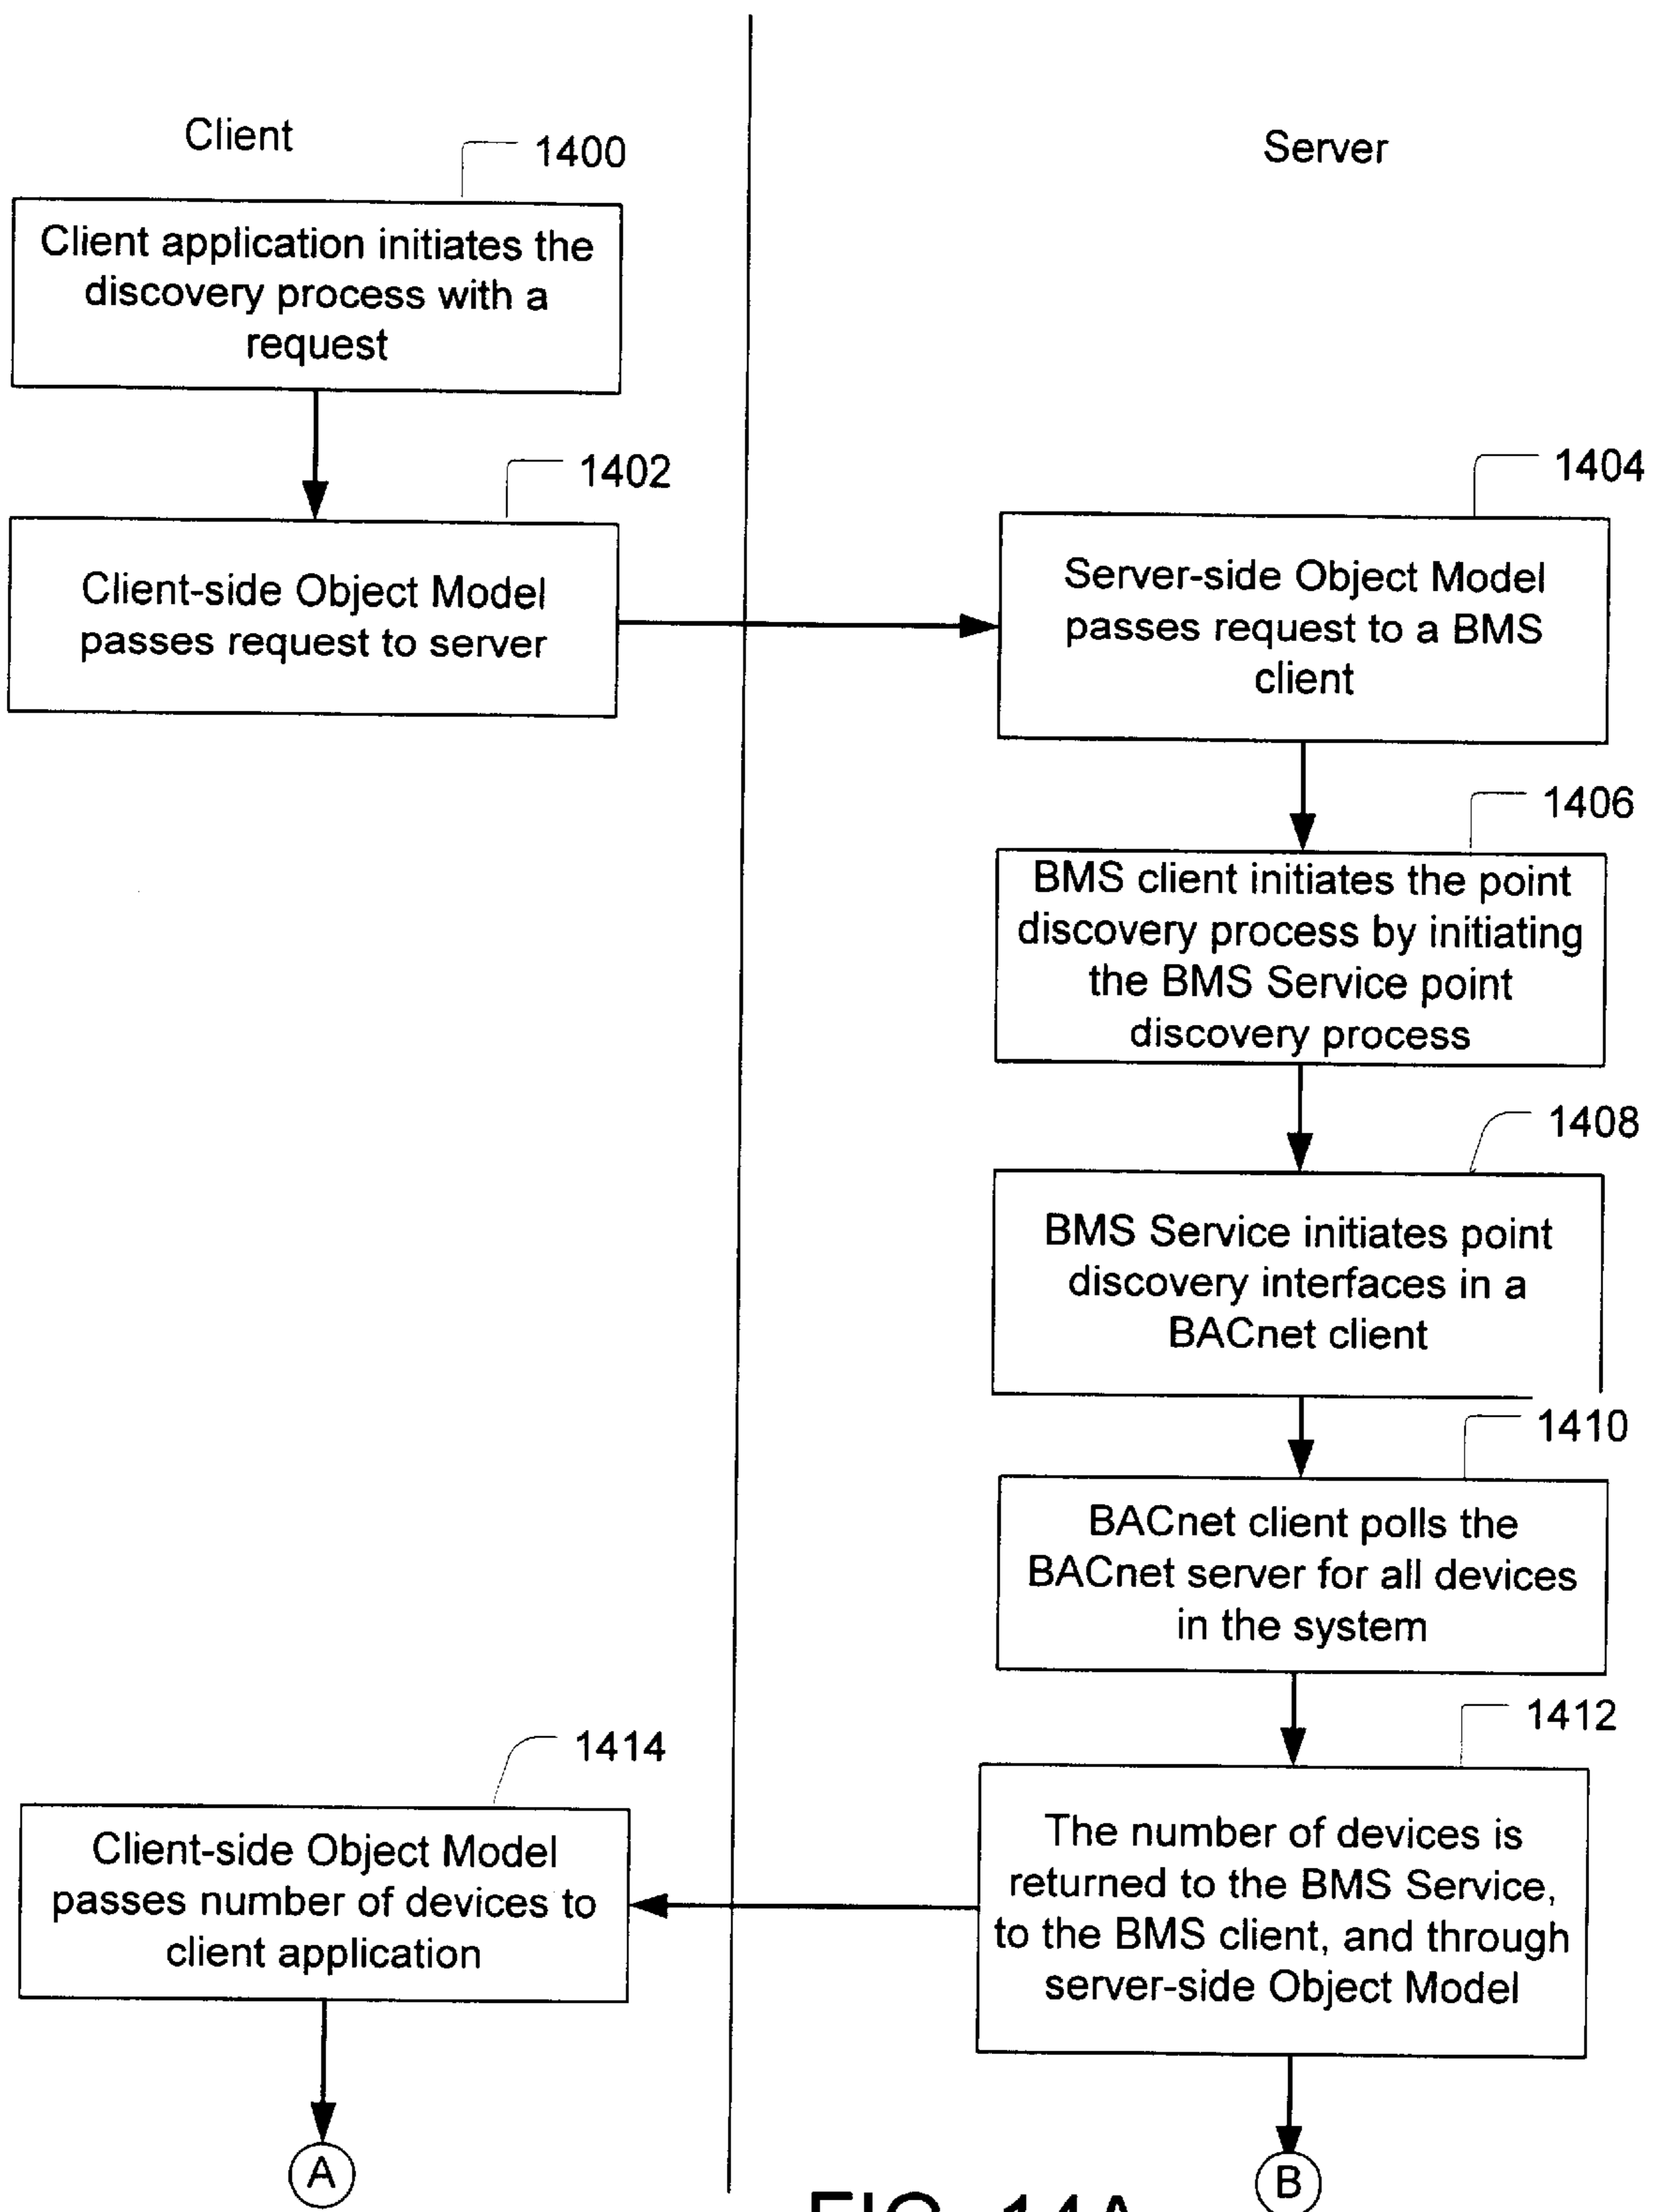 Client
Server
1400
Client application initiates the
discovery process with a
request
1402
Client-side Object Model
passes request to server
1404
Server-side Object Model
passes request to a BMS
client
1406
BMS client initiates the point
discovery process by initiating
the BMS Service point
discovery process
1408
BMS Service initiates point
discovery interfaces in a
BACnet client
1410
BACnet client polls the
BACnet server for all devices
in the system
1412
The number of devices is
returned to the BMS Service,
to the BMS client, and through
server-side Object Model
1414
Client-side Object Model
passes number of devices to
client application
A
B
FIG. 14A